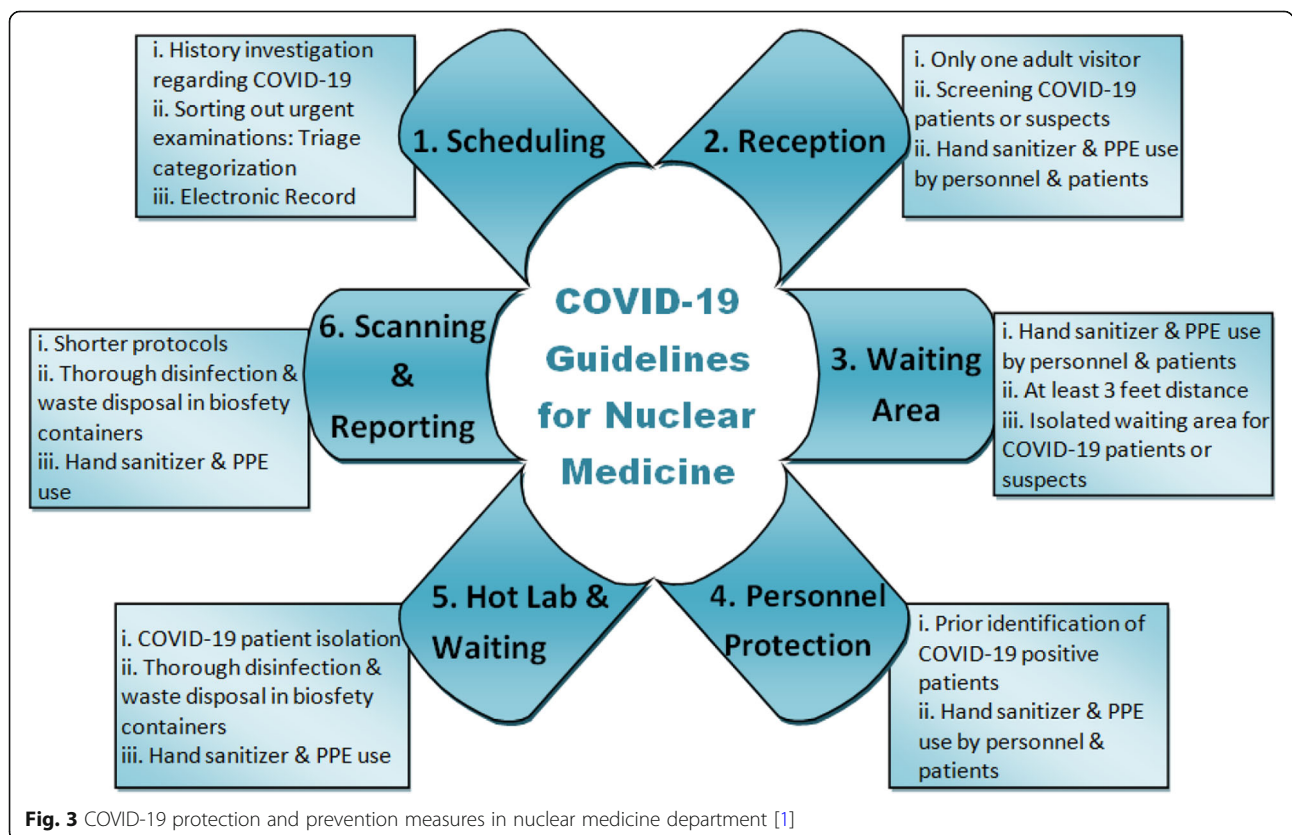 i. History investigation
regarding COVID-19
ii. Sorting out urgent
examinations: Triage
categorization
iii. Electronic Record
1. Scheduling
2. Reception
i. Only one adult visitor
ii. Screening COVID-19
patients or suspects
ii. Hand sanitizer & PPE use
by personnel & patients
COVID-19
Guidelines
for Nuclear
Medicine
3. Waiting
Area
i. Hand sanitizer & PPE use
by personnel & patients
ii. At least 3 feet distance
iii. Isolated waiting area for
COVID-19 patients or
suspects
4. Personnel
Protection
i. Prior identification of
COVID-19 positive
patients
ii. Hand sanitizer & PPE
use by personnel &
patients
5. Hot Lab &
Waiting
i. COVID-19 patient isolation
ii. Thorough disinfection &
waste disposal in biosfety
containers
iii. Hand sanitizer & PPE use
6. Scanning
&
Reporting
i. Shorter protocols
ii. Thorough disinfection &
waste disposal in biosfety
containers
iii. Hand sanitizer & PPE
use
Fig. 3 COVID-19 protection and prevention measures in nuclear medicine department [1]